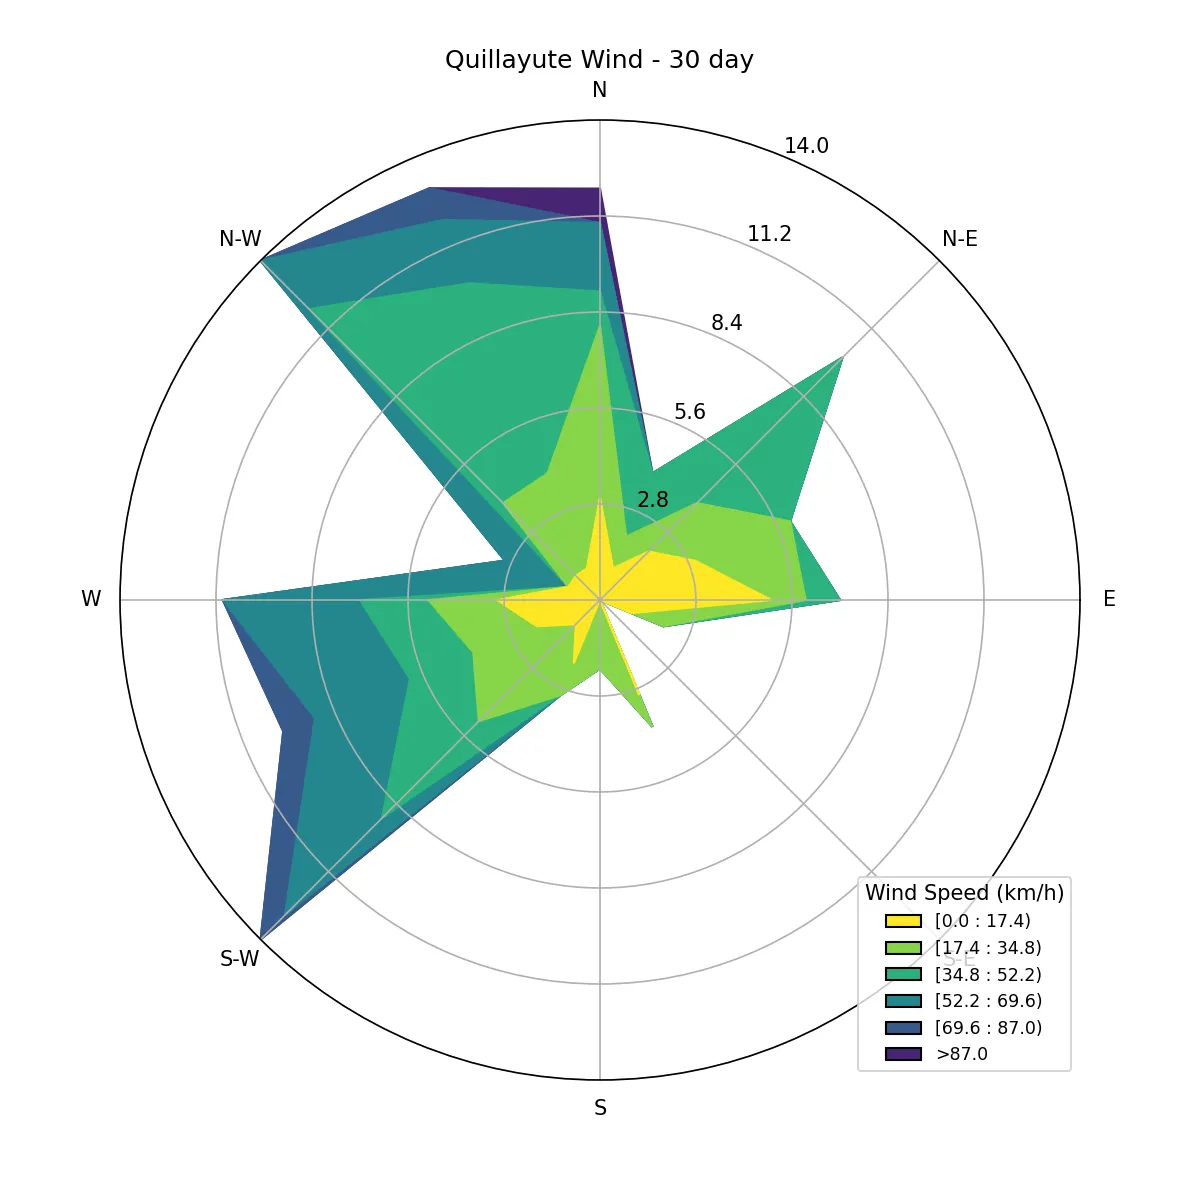 Quillayute Wind - 30 day
N
14.0
11.2
N-W
N-E
8.4
5.6
2.8
W
E
Wind Speed (km/h)
[0.0 : 17.4)
[17.4 : 34.8)
S-W
S-E
[34.8 : 52.2)
[52.2 : 69.6)
[69.6 : 87.0)
>87.0
S